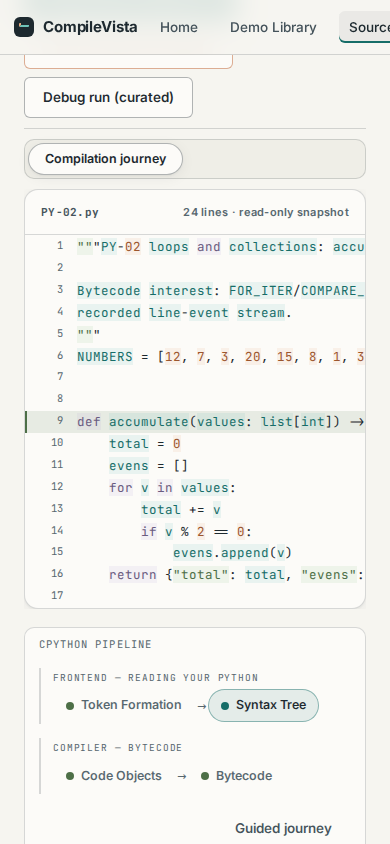 CompileVista Home Demo Library Source
Debug run (curated)
Compilation journey
PY-02.py 24 lines · read-only snapshot
1 """PY-02 loops and collections: accu
2
3 Bytecode interest: FOR_ITER/COMPARE_
4 recorded line-event stream.
5 """
6 NUMBERS = [12, 7, 3, 20, 15, 8, 1, 3
7
8
9 def accumulate(values: list[int]) ->
10 total = 0
11 evens = []
12 for v in values:
13 total += v
14 if v % 2 == 0:
15 evens.append(v)
16 return {"total": total, "evens":
17
CPYTHON PIPELINE
FRONTEND — READING YOUR PYTHON
Token Formation → Syntax Tree
COMPILER — BYTECODE
Code Objects → Bytecode
Guided journey